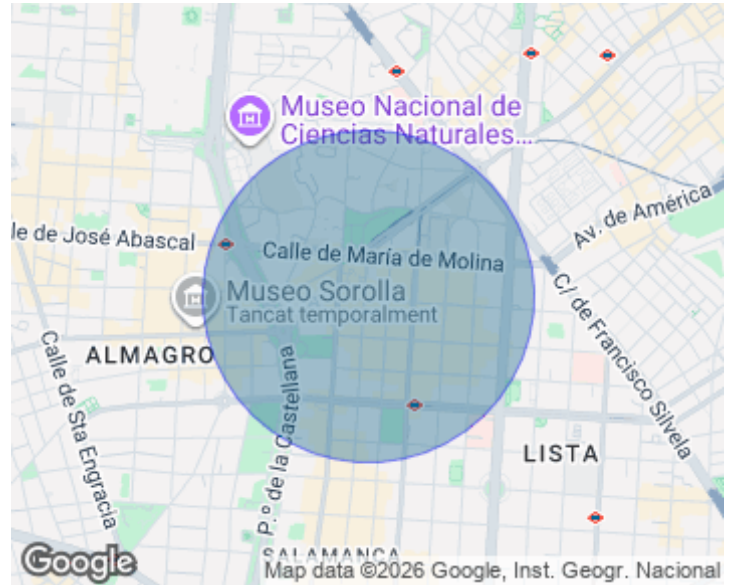 Museo Nacional de
Ciencias Naturales...
Av. de América
le de José Abascal
Calle de María de Molina
Museo Sorolla
Tancat temporalment
C/ de Francisco Silvela
ALMAGRO
Calle de Sta Engracia
P.º de la Castellana
LISTA
SALAMANCA
Google
Map data ©2026 Google, Inst. Geogr. Nacional